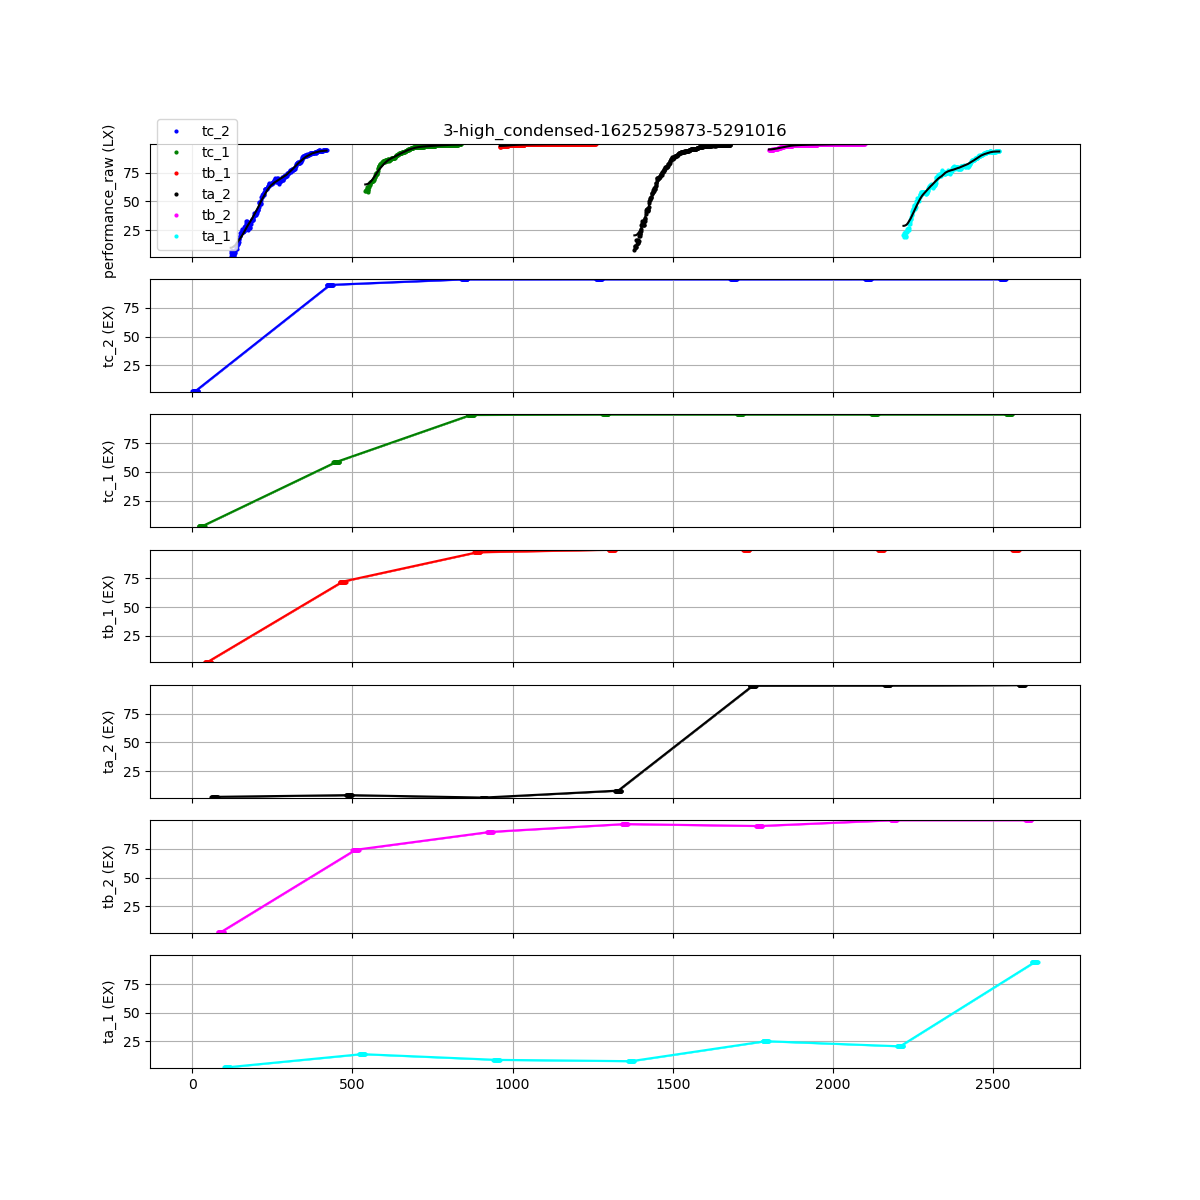 3-high_condensed-1625259873-5291016
tc_2
tc_1
tb_1
ta_2
tb_2
ta_1
performance_raw (LX)
75
50
25
tc_2 (EX)
75
50
25
tc_1 (EX)
75
50
25
tb_1 (EX)
75
50
25
ta_2 (EX)
75
50
25
tb_2 (EX)
75
50
25
ta_1 (EX)
75
50
25
0 500 1000 1500 2000 2500